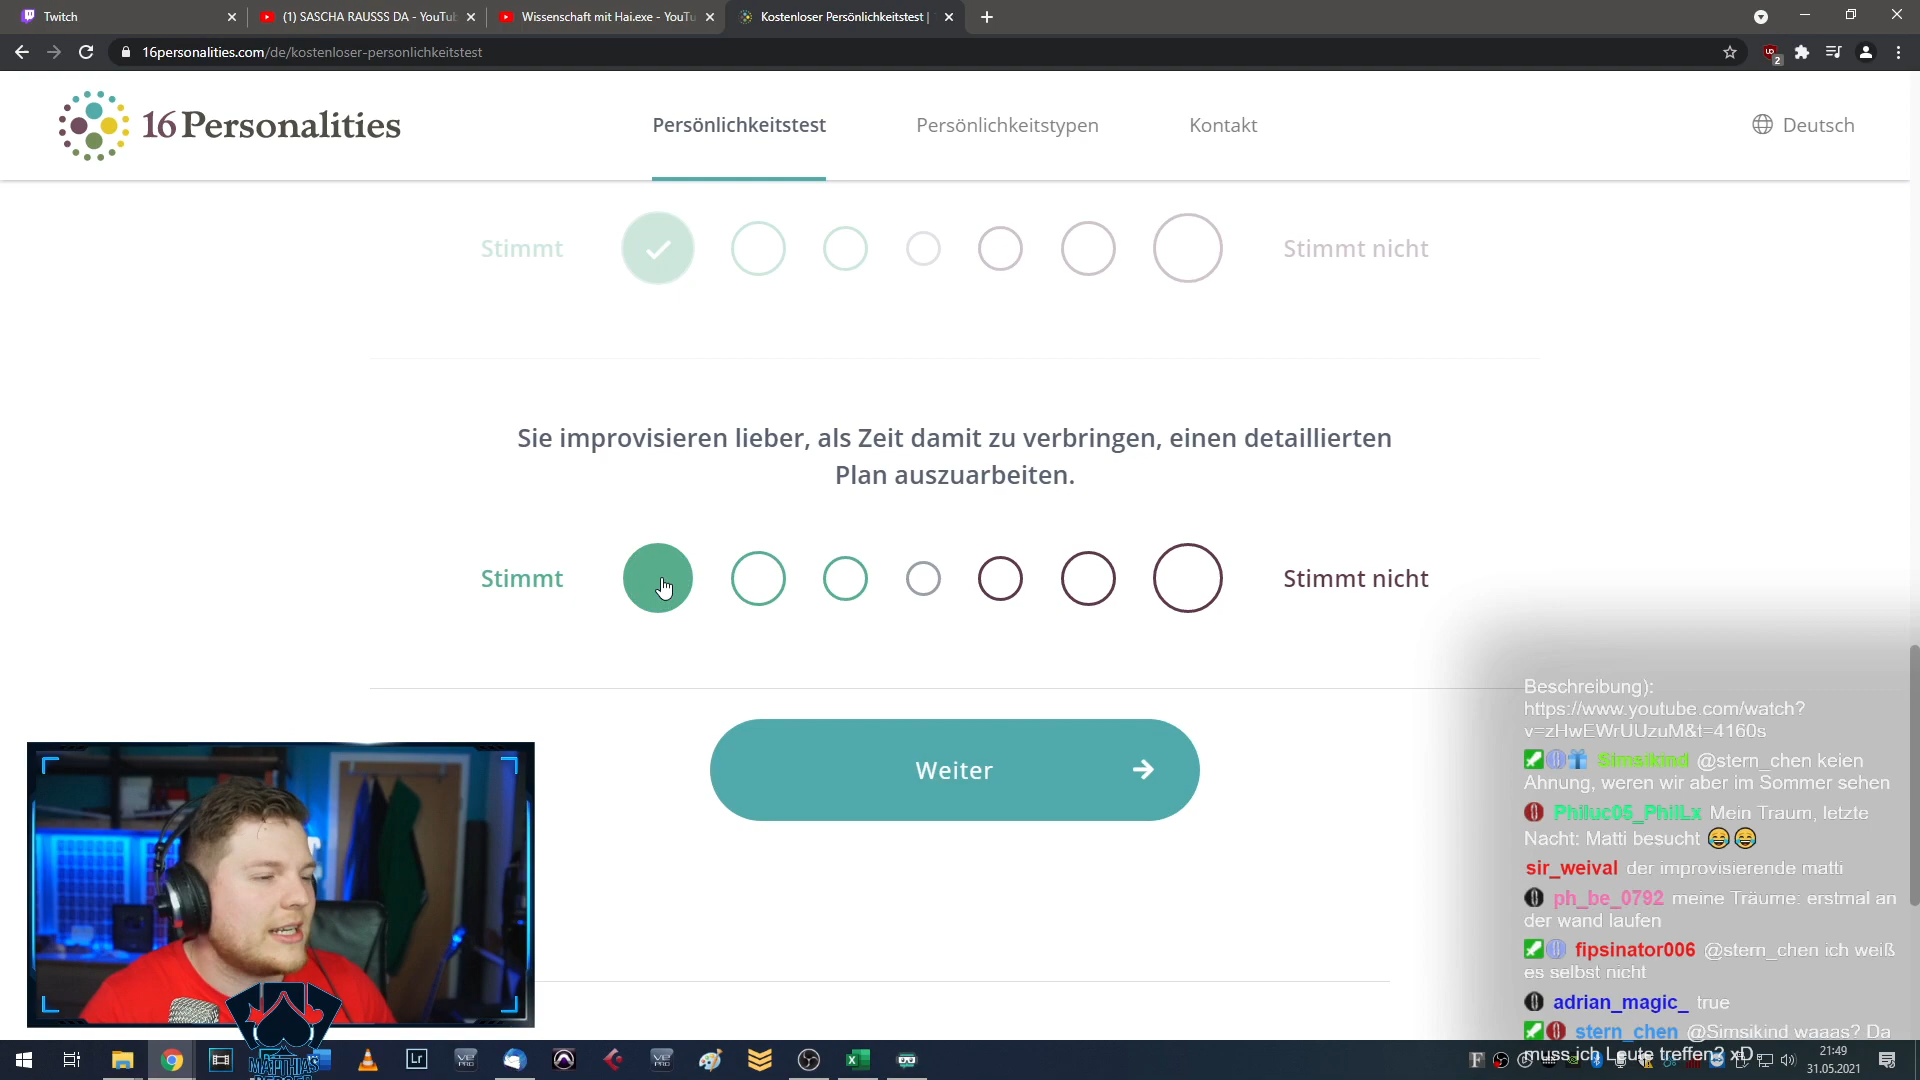 Twitch
(1) SASCHA RAUSSS DA - YouTub
Wissenschaft mit Hai.exe - YouTu
Kostenloser Persönlichkeitstest |
16personalities.com/de/kostenloser-personlichkeitstest
2
16Personalities
Persönlichkeitstest
Persönlichkeitstypen
Kontakt
Deutsch
Stimmt
Stimmt nicht
Sie improvisieren lieber, als Zeit damit zu verbringen, einen detaillierten
Plan auszuarbeiten.
Stimmt
Stimmt nicht
Weiter
Beschreibung):
https://www.youtube.com/watch?
v=zHwEWrUUzuM&t=4160s
Simsikind @stern_chen keien
Ahnung, weren wir aber im Sommer sehen
Philuc05_PhilLx Mein Traum, letzte
Nacht: Matti besucht
sir_weival der improvisierende matti
ph_be_0792 meine Träume: erstmal an
der wand laufen
fipsinator006 @stern_chen ich weiß
es selbst nicht
adrian_magic_ true
stern_chen @Simsikind waaas? Da
muss ich Leute treffen? xD
MATTHIAS
Lr
21:49
31.05.2021